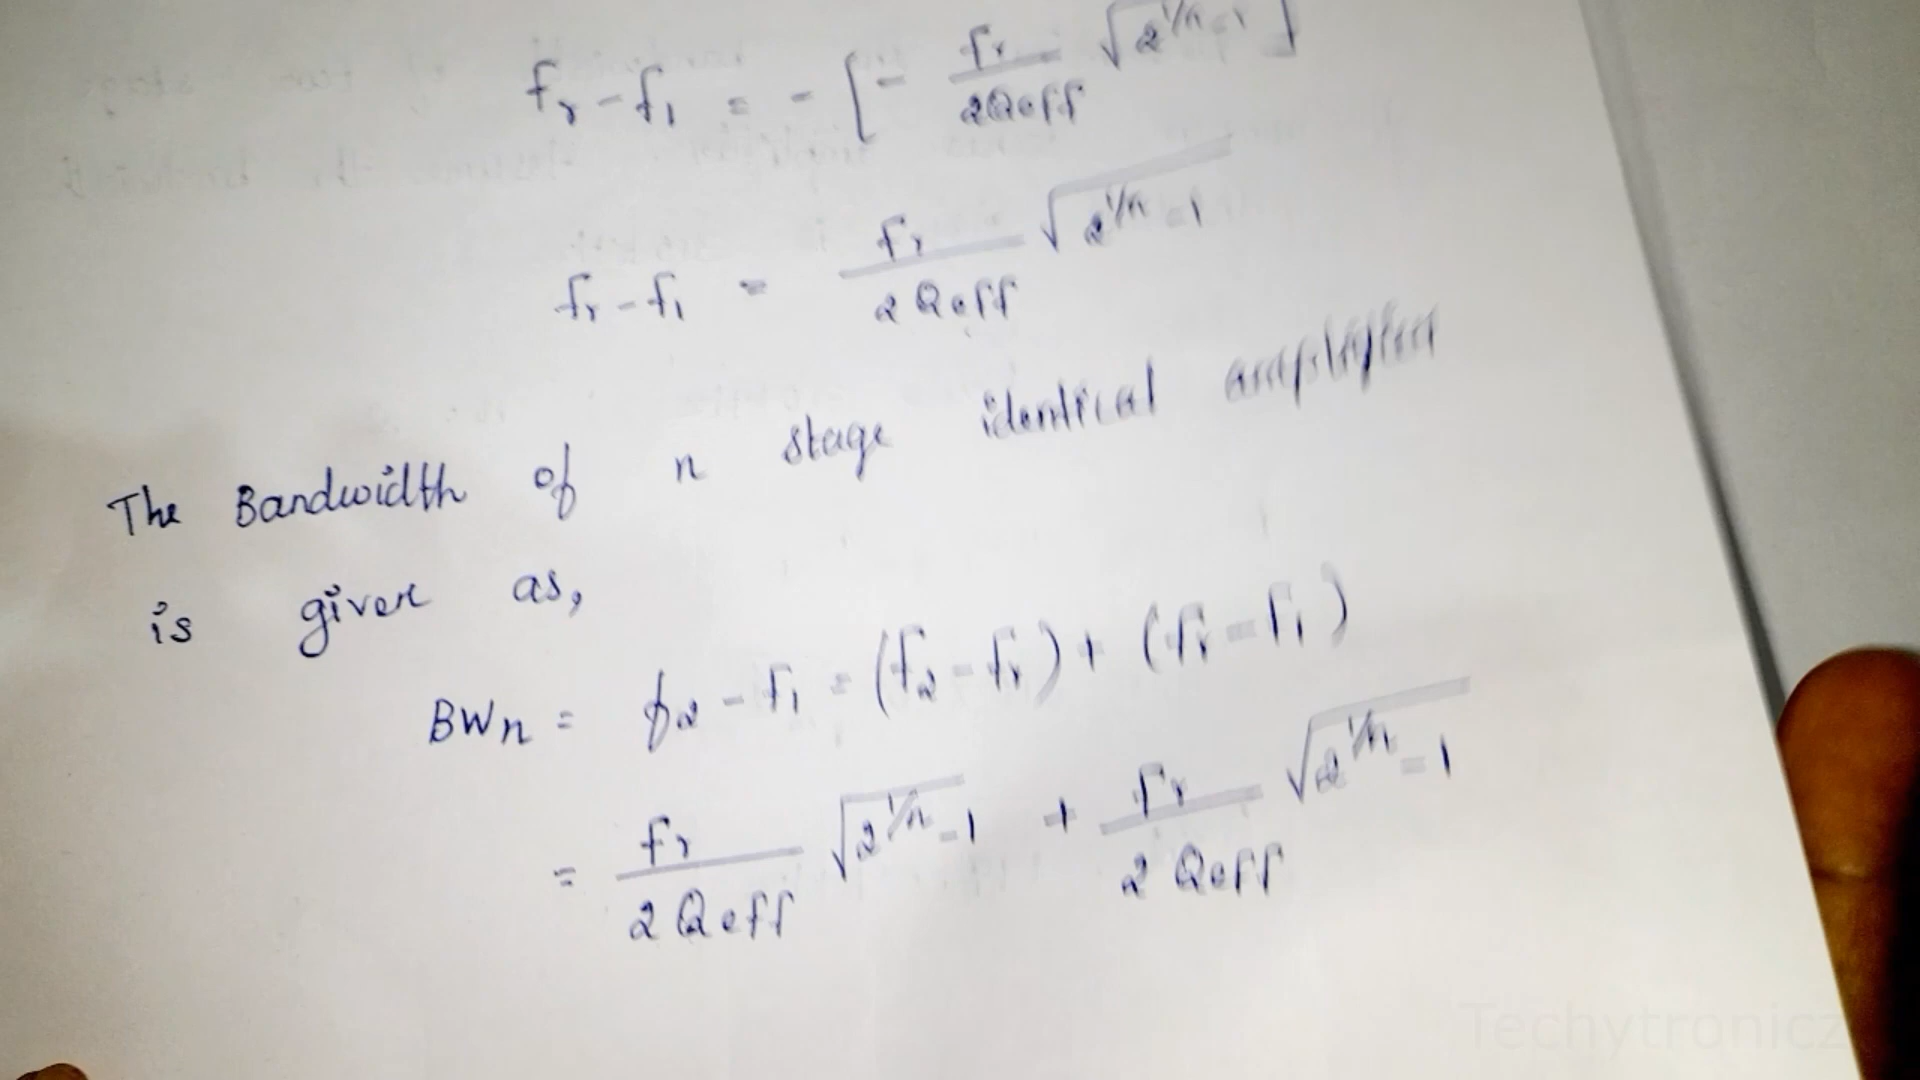 fr - f1 = - [- fr/2Qeff √2^1/n - 1]
fr - f1 = fr/2Qeff √2^1/n - 1
The Bandwidth of n stage identical amplifier
is given as,
BWn = f2 - f1 = (f2 - fr) + (fr - f1)
= fr/2Qeff √2^1/n - 1 + fr/2Qeff √2^1/n - 1
Techytronicz